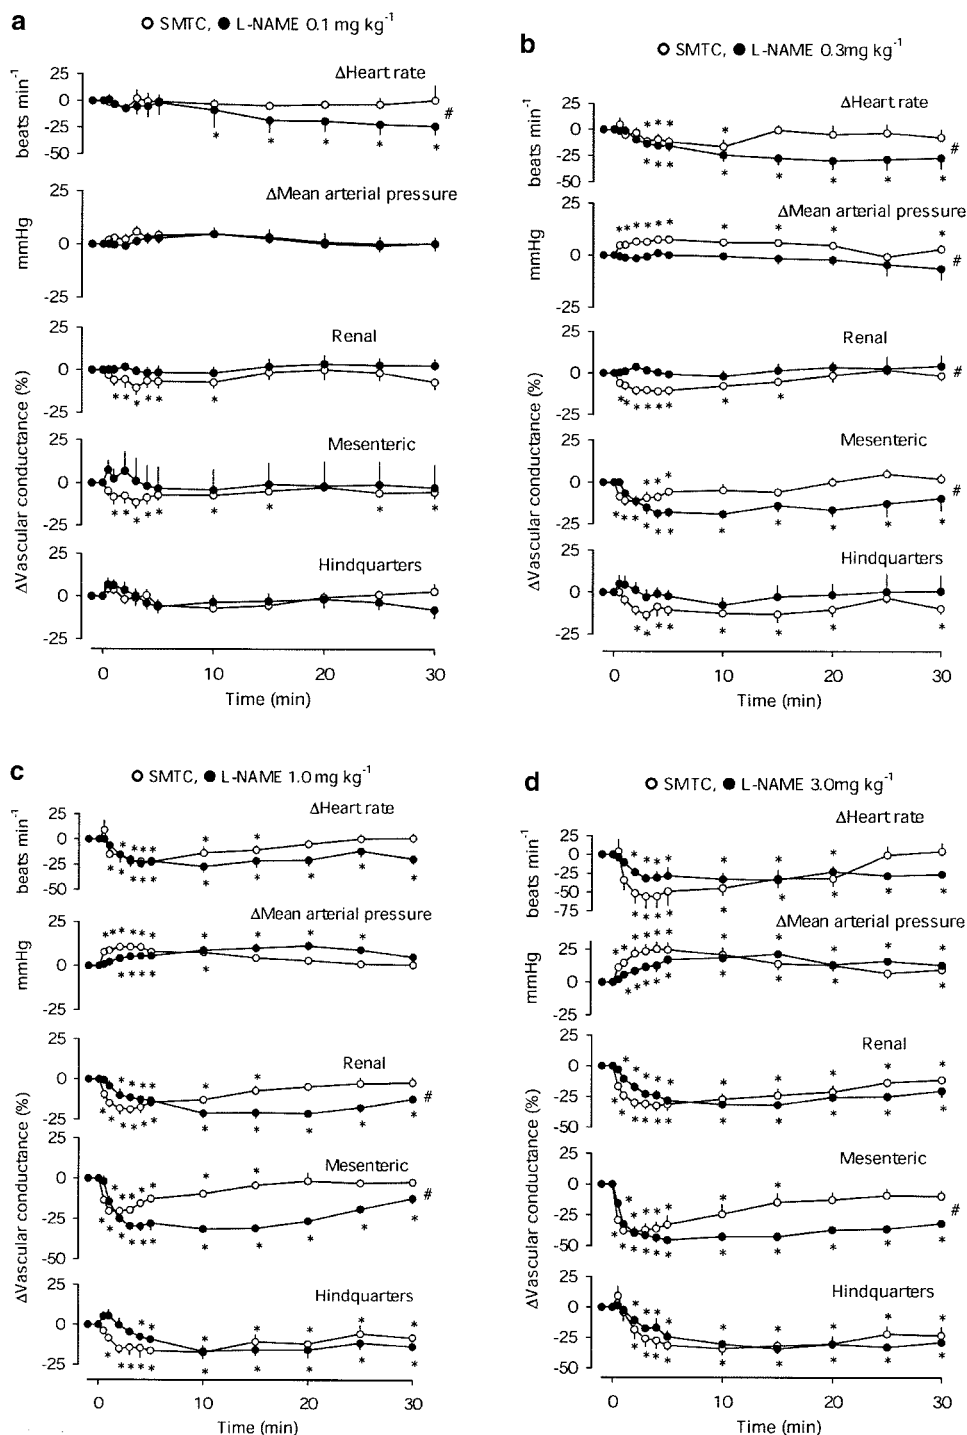 a
SMTC, L-NAME 0.1 mg kg-1
ΔHeart rate
beats min-1
25
0
-25
-50
#
* * * * *
ΔMean arterial pressure
mmHg
25
0
-25
ΔVascular conductance (%)
Renal
25
0
-25
* * * * * *
Mesenteric
25
0
-25
* * * * * * * *
Hindquarters
25
0
-25
0 10 20 30
Time (min)
b
SMTC, L-NAME 0.3mg kg-1
ΔHeart rate
beats min-1
25
0
-25
-50
#
ΔMean arterial pressure
mmHg
25
0
-25
#
ΔVascular conductance (%)
Renal
25
0
-25
#
Mesenteric
25
0
-25
#
Hindquarters
25
0
-25
0 10 20 30
Time (min)
c
SMTC, L-NAME 1.0 mg kg-1
ΔHeart rate
beats min-1
25
0
-25
-50
ΔMean arterial pressure
mmHg
25
0
-25
ΔVascular conductance (%)
Renal
25
0
-25
#
Mesenteric
25
0
-25
-50
#
Hindquarters
25
0
-25
0 10 20 30
Time (min)
d
SMTC, L-NAME 3.0mg kg-1
ΔHeart rate
beats min-1
25
0
-25
-50
-75
ΔMean arterial pressure
mmHg
50
25
0
-25
ΔVascular conductance (%)
Renal
25
0
-25
-50
Mesenteric
25
0
-25
-50
#
Hindquarters
25
0
-25
-50
0 10 20 30
Time (min)